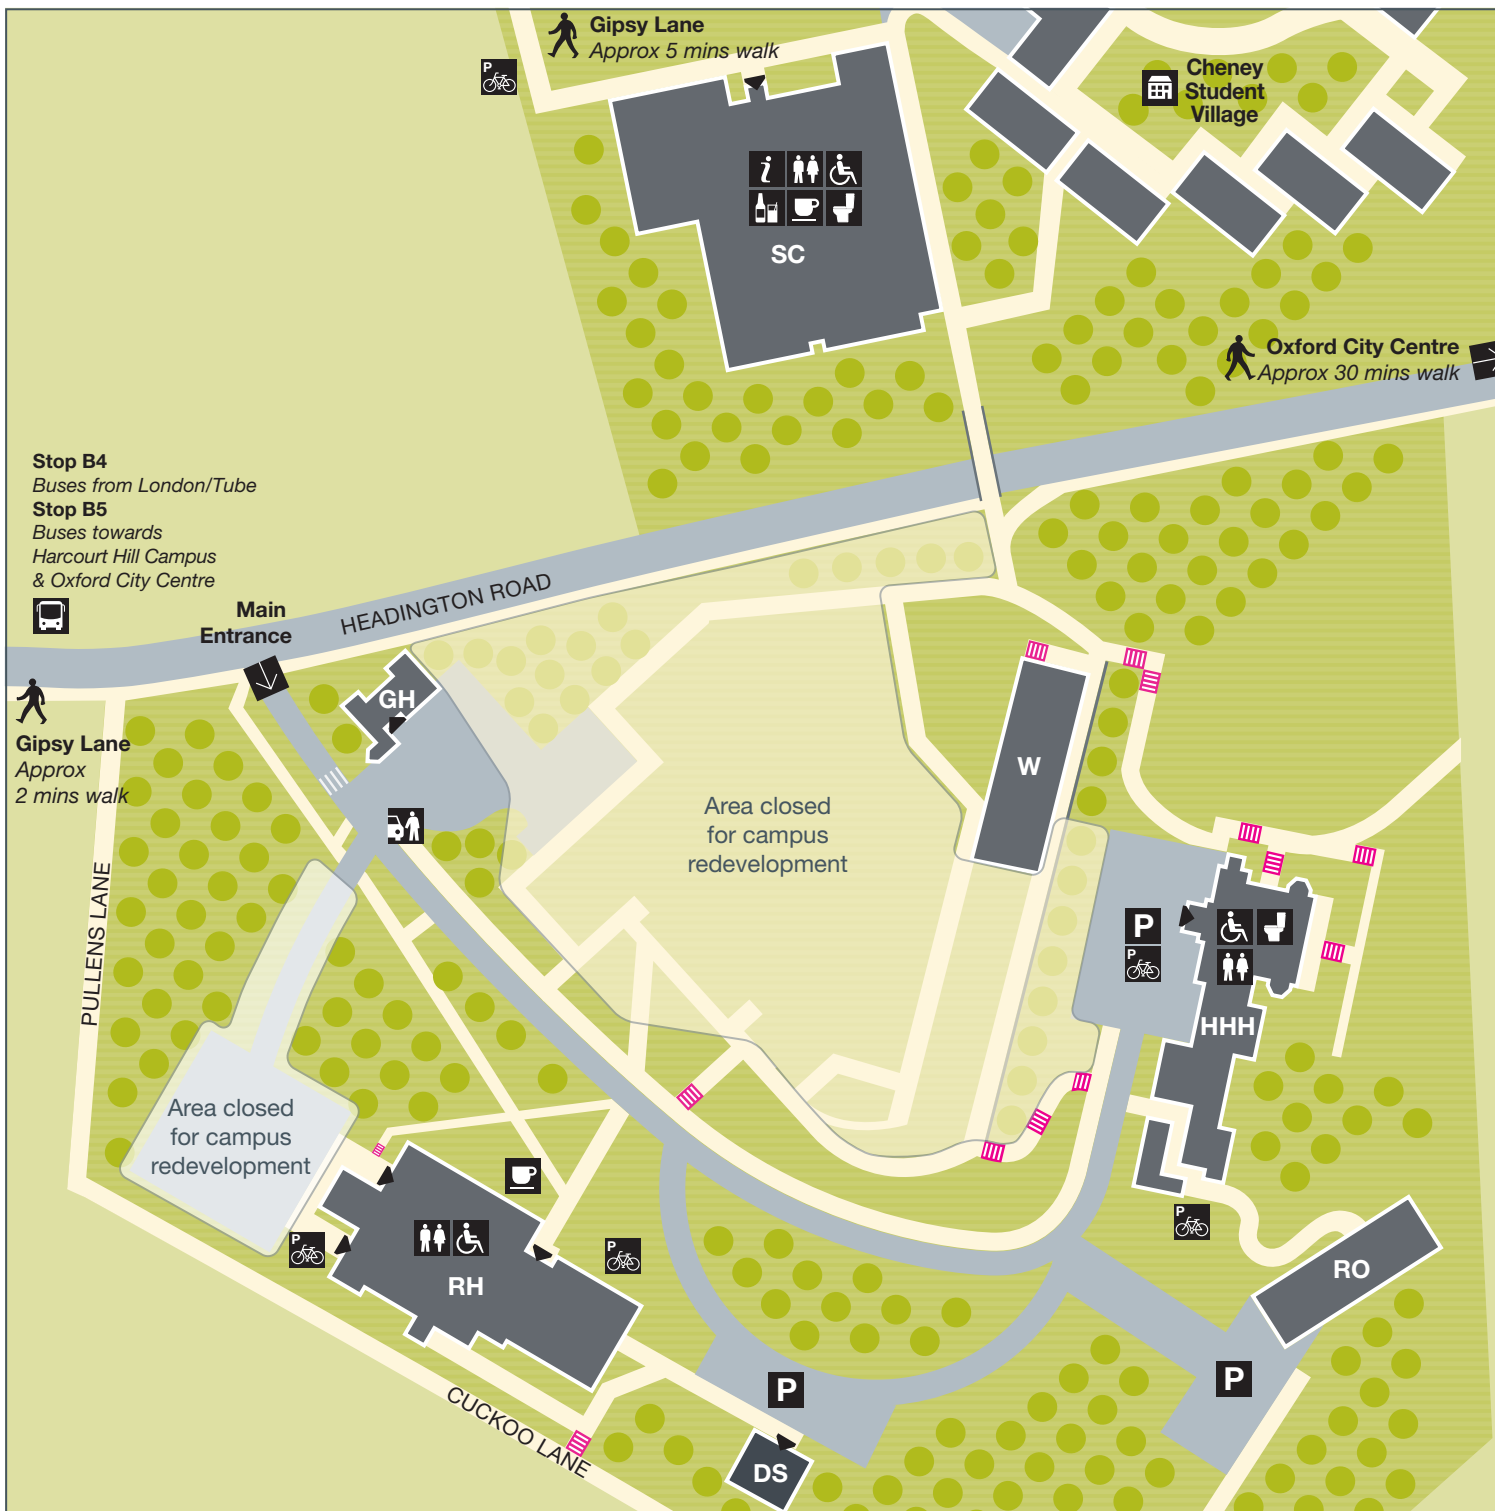 Gipsy Lane
Approx 5 mins walk
P
Cheney
Student
Village
SC
Oxford City Centre
Approx 30 mins walk
Stop B4
Buses from London/Tube
Stop B5
Buses towards
Harcourt Hill Campus
& Oxford City Centre
Main
Entrance
HEADINGTON ROAD
GH
Gipsy Lane
Approx
2 mins walk
W
Area closed
for campus
redevelopment
PULLENS LANE
P
P
HHH
Area closed
for campus
redevelopment
P
P
P
RH
RO
P
P
CUCKOO LANE
DS